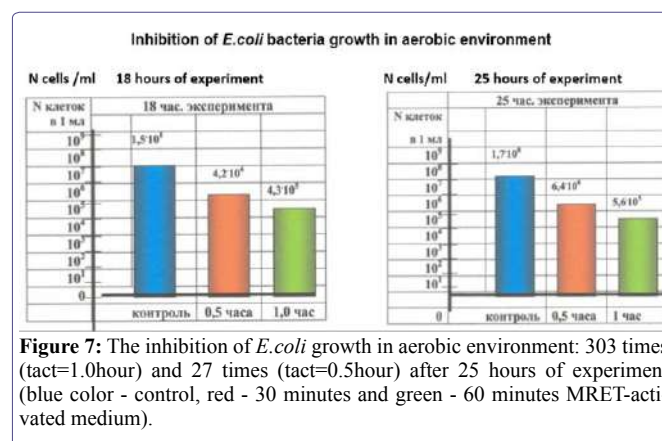 Inhibition of E.coli bacteria growth in aerobic environment
N cells /ml 18 hours of experiment
N клеток
в 1 мл
18 час. эксперимента
10⁹
10⁸
10⁷
10⁶
10⁵
10⁴
10³
10²
10¹
0
4,2·10⁶
4,3·10⁵
контроль 0,5 часа 1,0 час
N cells/ml 25 hours of experiment
25 час. эксперимента
N клеток
в 1 мл
10⁹
10⁸
10⁷
10⁶
10⁵
10⁴
10³
10²
10¹
0
1,7·10⁸
6,4·10⁶
5,6·10⁵
контроль 0,5 часа 1 час
Figure 7: The inhibition of E.coli growth in aerobic environment: 303 times
(tact=1.0hour) and 27 times (tact=0.5hour) after 25 hours of experiment
(blue color - control, red - 30 minutes and green - 60 minutes MRET-acti-
vated medium).